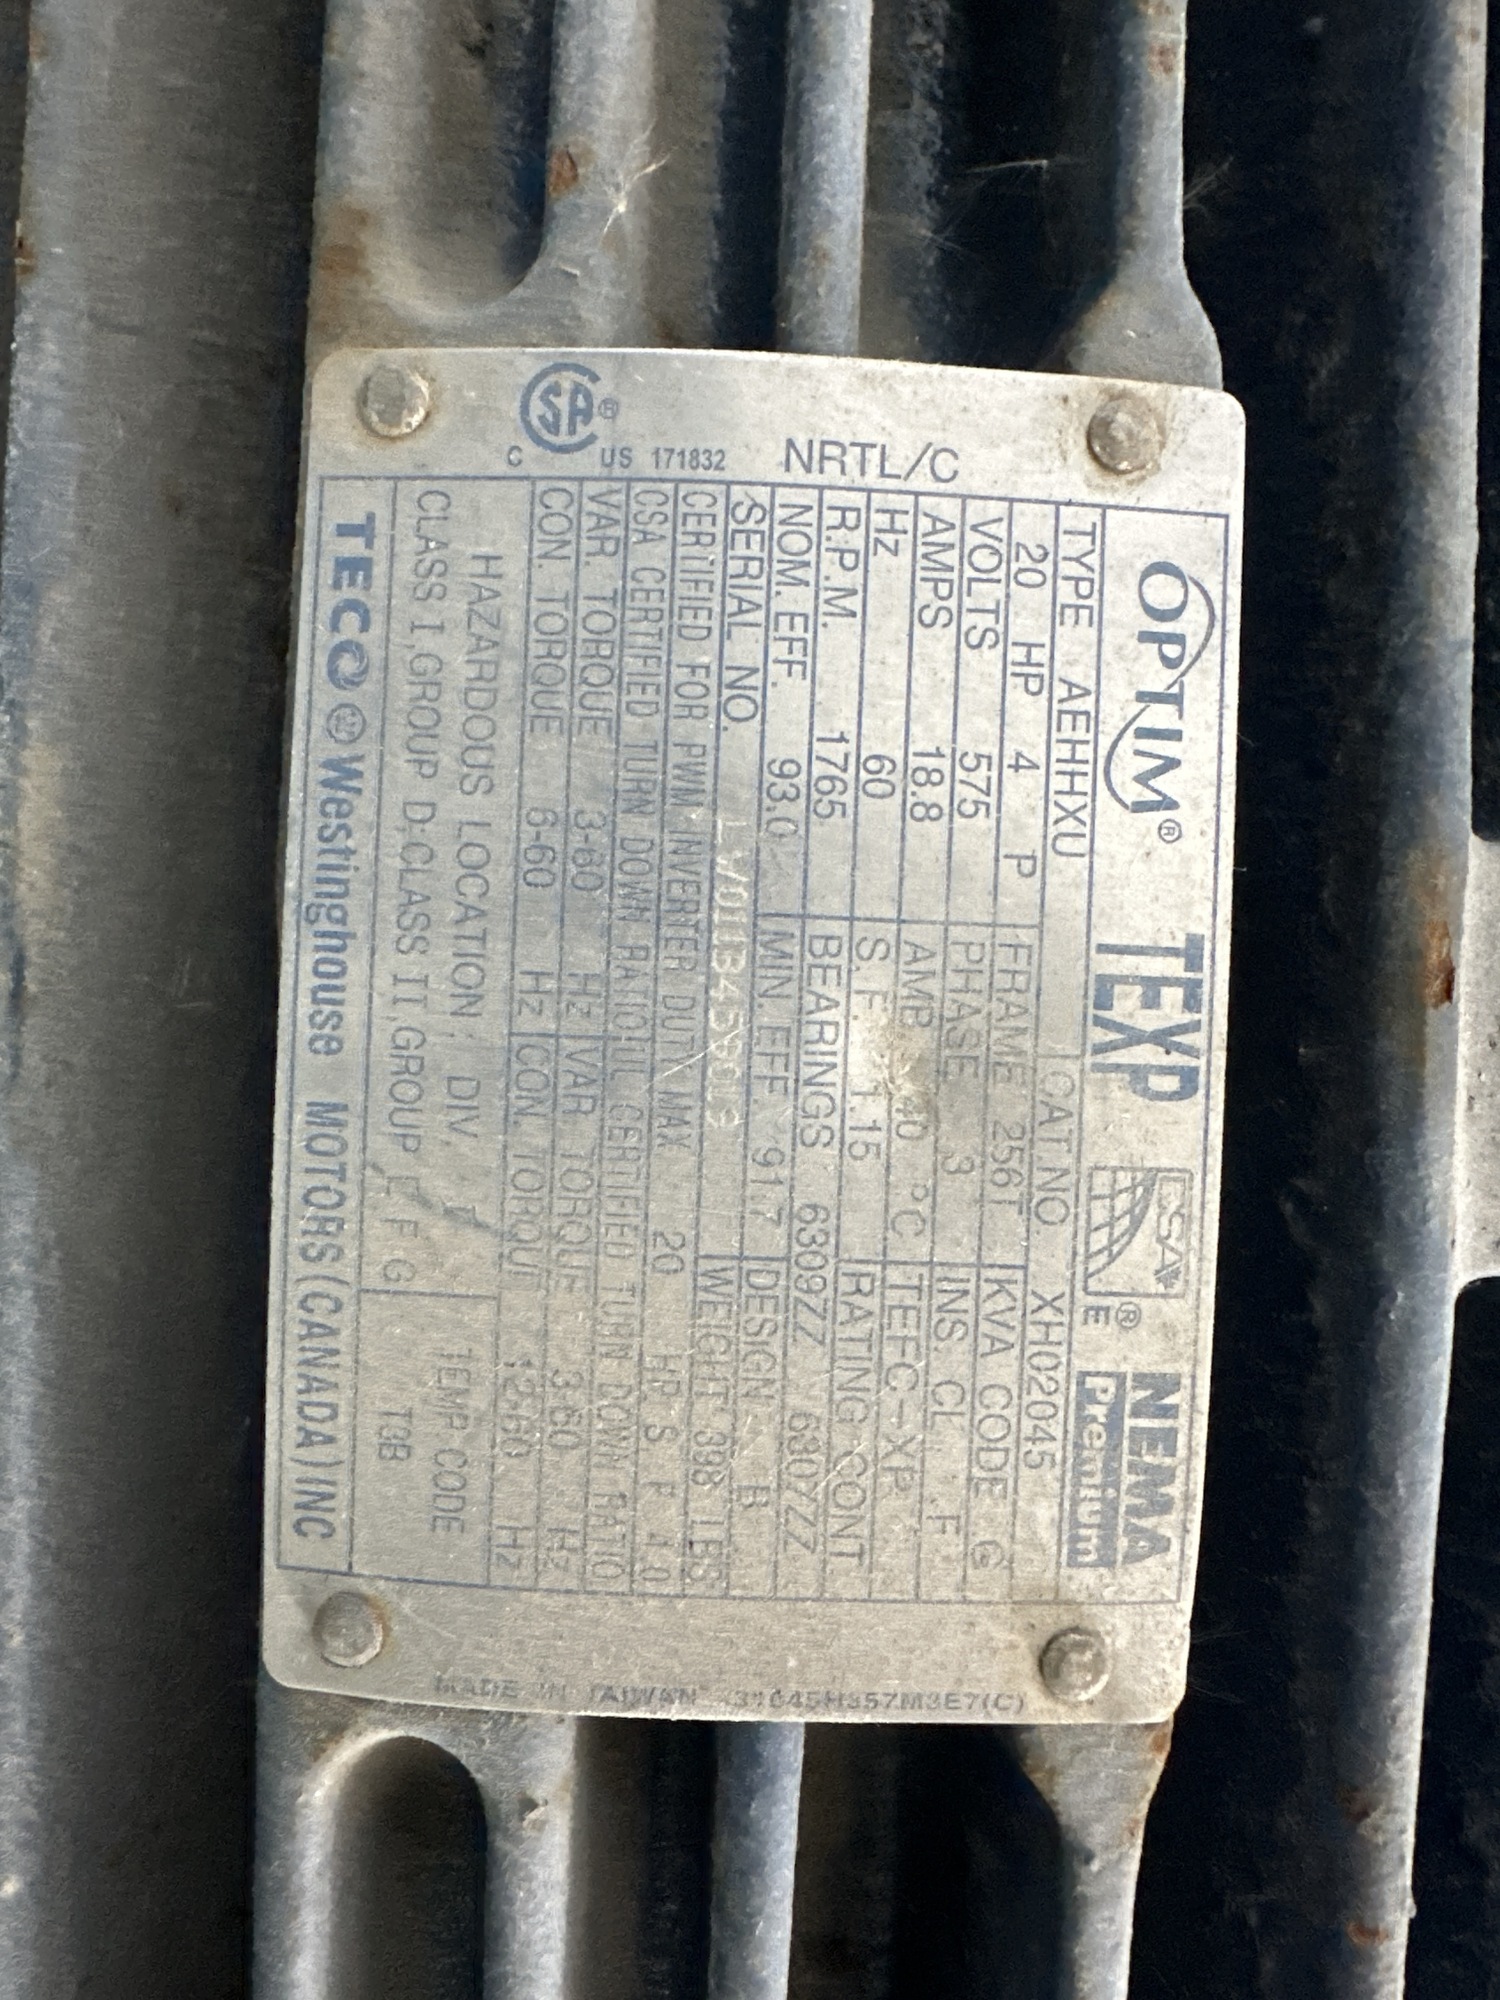 OPTIM® TEXP CSA ® E NEMA Premium
TYPE AEHHXU CAT.NO. XH02045
20 HP 4 P FRAME 256T KVA CODE G
VOLTS 575 PHASE 3 INS. CL. F
AMPS 18.8 AMB 40 °C TEFC-XP
Hz 60 S.F. 1.15 RATING CONT.
R.P.M. 1765 BEARINGS 6309ZZ 6307ZZ
NOM. EFF. 93.0 MIN. EFF 91.7 DESIGN B
SERIAL NO. WEIGHT 398 LBS
CERTIFIED FOR PWM INVERTER DUTY MAX 20 HP S F 1.0
CSA CERTIFIED TURN DOWN RATIO UL CERTIFIED TURN DOWN RATIO
VAR. TORQUE 3-60 Hz VAR TORQUE 3-60 Hz
CON. TORQUE 6-60 Hz CON. TORQUE 12-60 Hz
HAZARDOUS LOCATION : DIV. TEMP CODE
CLASS I,GROUP D;CLASS II,GROUP E F G T3B
TECO Westinghouse MOTORS(CANADA)INC
CSA®
C US 171832 NRTL/C
MADE IN TAIWAN